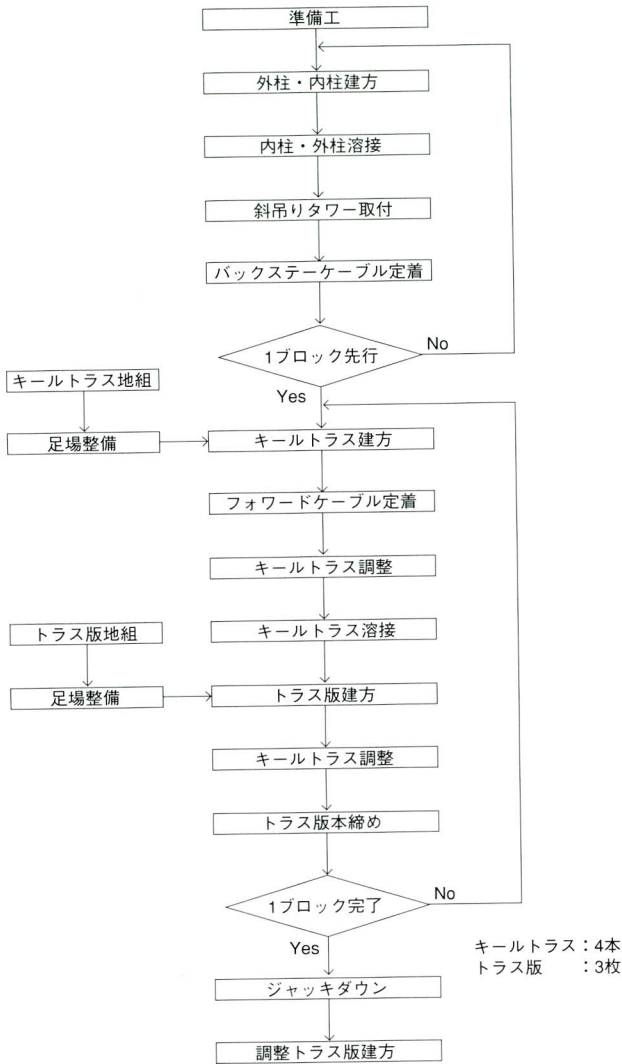 準備工
外柱・内柱建方
内柱・外柱溶接
斜吊りタワー取付
バックステーケーブル定着
1ブロック先行
No
Yes
キールトラス地組
足場整備
キールトラス建方
フォワードケーブル定着
キールトラス調整
キールトラス溶接
トラス版地組
足場整備
トラス版建方
キールトラス調整
トラス版本締め
1ブロック完了
No
Yes
キールトラス：4本
トラス版　　：3枚
ジャッキダウン
調整トラス版建方